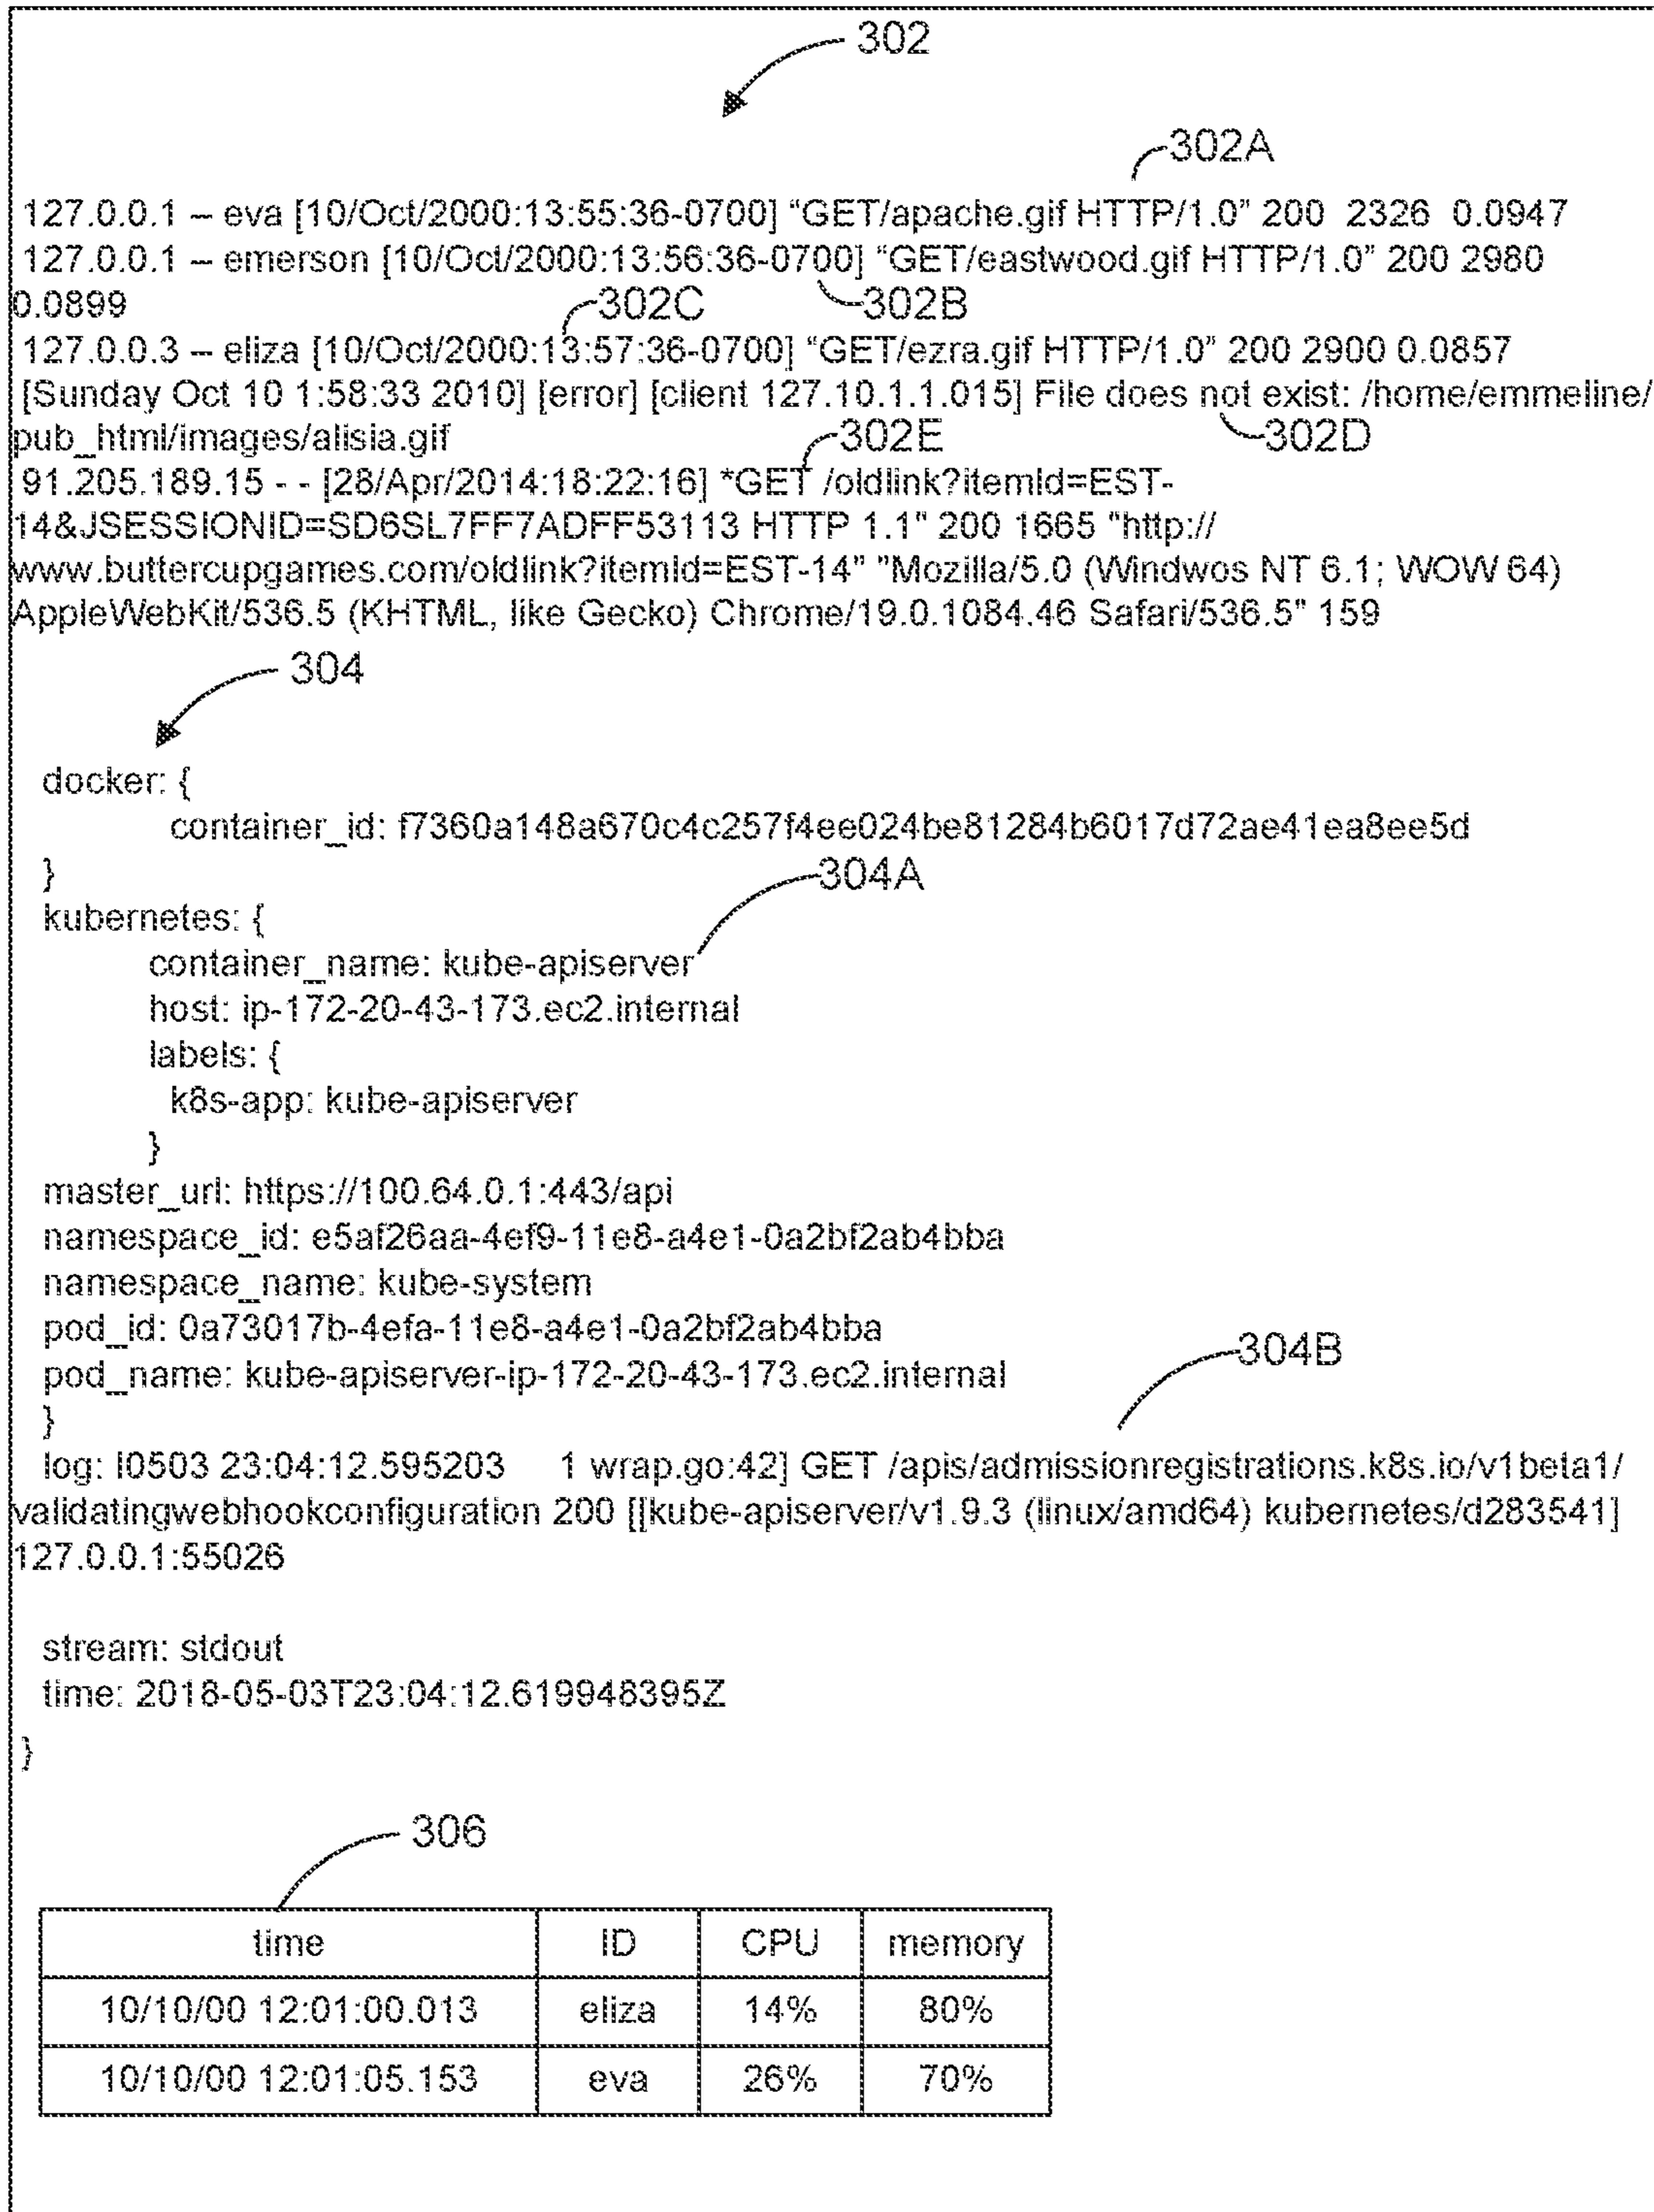 302
302A
127.0.0.1 – eva [10/Oct/2000:13:55:36-0700] “GET/apache.gif HTTP/1.0” 200 2326 0.0947
127.0.0.1 – emerson [10/Oct/2000:13:56:36-0700] “GET/eastwood.gif HTTP/1.0” 200 2980
0.0899
302C
302B
127.0.0.3 – eliza [10/Oct/2000:13:57:36-0700] “GET/ezra.gif HTTP/1.0” 200 2900 0.0857
[Sunday Oct 10 1:58:33 2010] [error] [client 127.10.1.1.015] File does not exist: /home/emmeline/
pub_html/images/alisia.gif
302E
302D
91.205.189.15 - - [28/Apr/2014:18:22:16] *GET /oldlink?itemId=EST-
14&JSESSIONID=SD6SL7FF7ADFF53113 HTTP 1.1" 200 1665 "http://
www.buttercupgames.com/oldlink?itemId=EST-14" "Mozilla/5.0 (Windwos NT 6.1; WOW 64)
AppleWebKit/536.5 (KHTML, like Gecko) Chrome/19.0.1084.46 Safari/536.5" 159
304
docker: {
container_id: f7360a148a670c4c257f4ee024be81284b6017d72ae41ea8ee5d
}
304A
kubernetes: {
container_name: kube-apiserver
host: ip-172-20-43-173.ec2.internal
labels: {
k8s-app: kube-apiserver
}
master_url: https://100.64.0.1:443/api
namespace_id: e5af26aa-4ef9-11e8-a4e1-0a2bf2ab4bba
namespace_name: kube-system
pod_id: 0a73017b-4efa-11e8-a4e1-0a2bf2ab4bba
304B
pod_name: kube-apiserver-ip-172-20-43-173.ec2.internal
}
log: I0503 23:04:12.595203 1 wrap.go:42] GET /apis/admissionregistrations.k8s.io/v1beta1/
validatingwebhookconfiguration 200 [[kube-apiserver/v1.9.3 (linux/amd64) kubernetes/d283541]
127.0.0.1:55026
stream: stdout
time: 2018-05-03T23:04:12.619948395Z
}
306
time ID CPU memory
10/10/00 12:01:00.013 eliza 14% 80%
10/10/00 12:01:05.153 eva 26% 70%